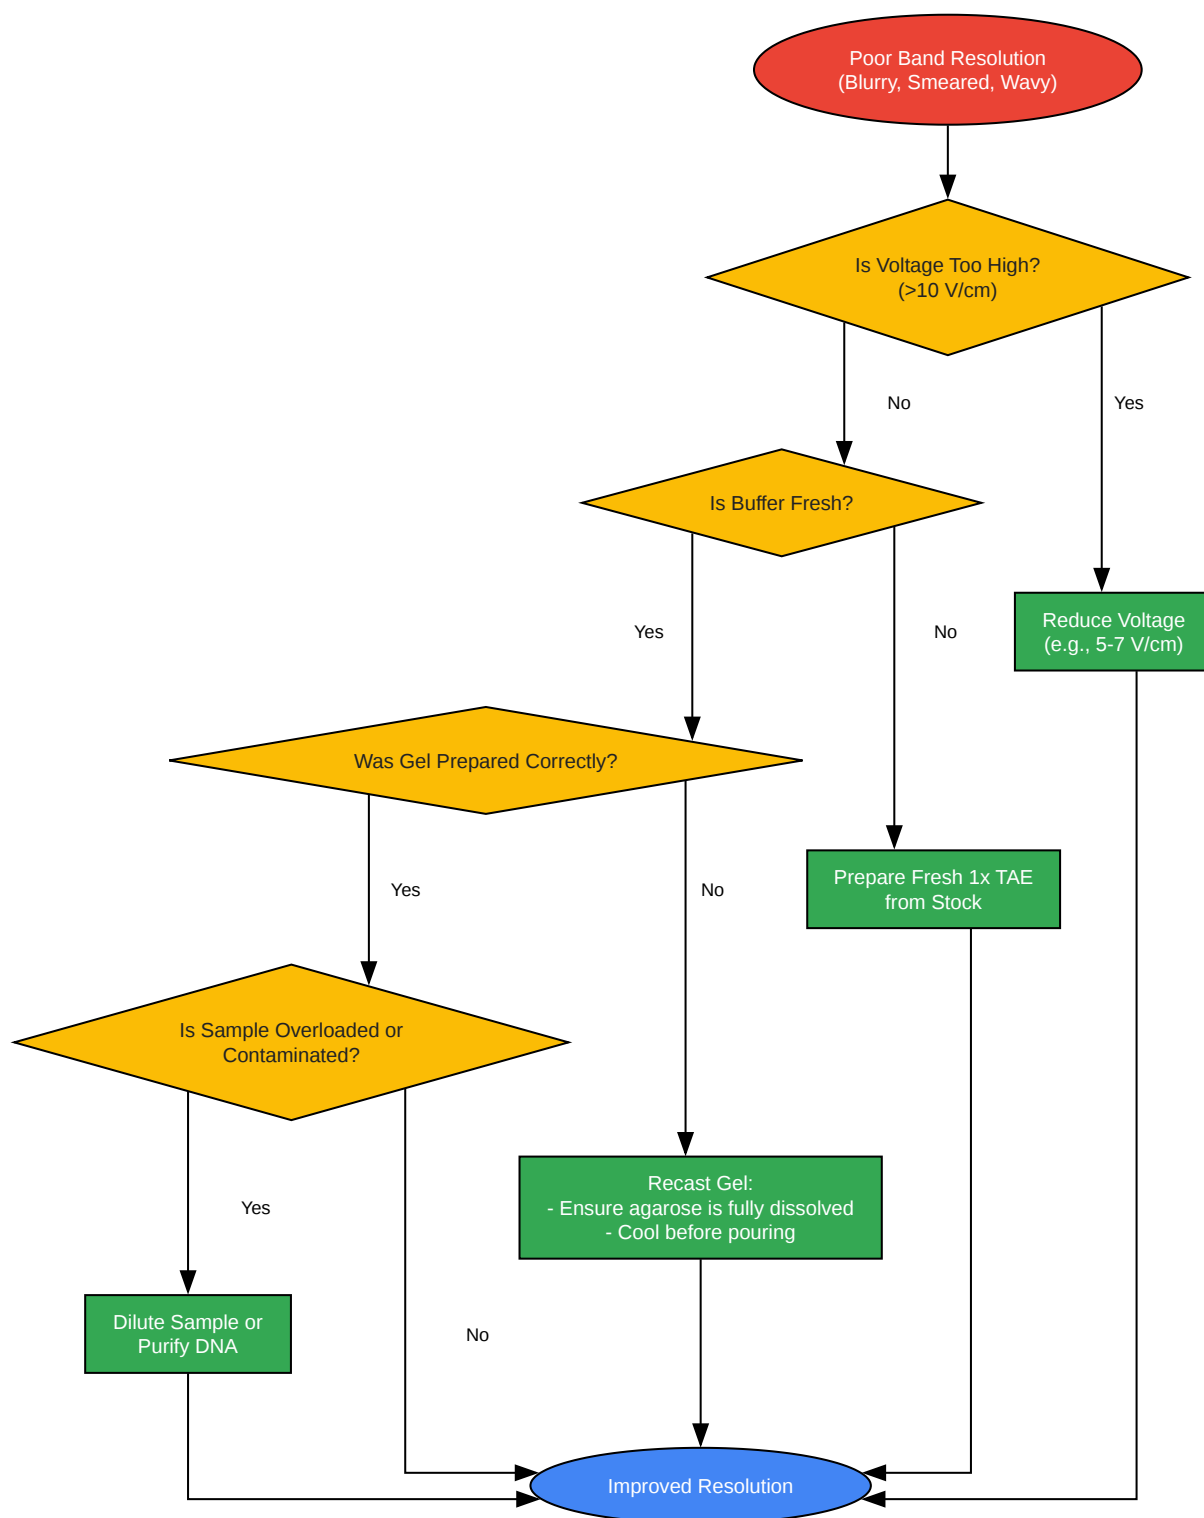 Poor Band Resolution
(Blurry, Smeared, Wavy)
Is Voltage Too High?
(>10 V/cm)
No
Yes
Is Buffer Fresh?
Yes
No
Reduce Voltage
(e.g., 5-7 V/cm)
Was Gel Prepared Correctly?
Yes
No
Prepare Fresh 1x TAE
from Stock
Is Sample Overloaded or
Contaminated?
Yes
No
Recast Gel:
- Ensure agarose is fully dissolved
- Cool before pouring
Dilute Sample or
Purify DNA
Improved Resolution